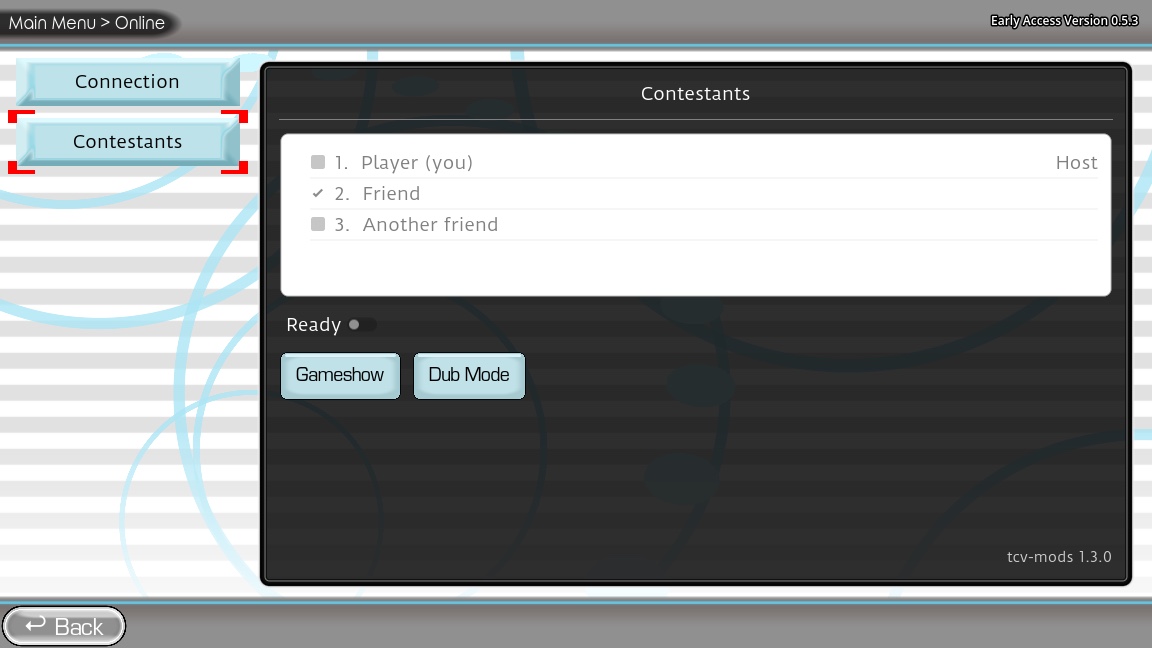 Main Menu > Online
Early Access Version 0.5.3
Connection
Contestants
Contestants
1. Player (you) Host
2. Friend
3. Another friend
Ready
Gameshow Dub Mode
tcv-mods 1.3.0
Back